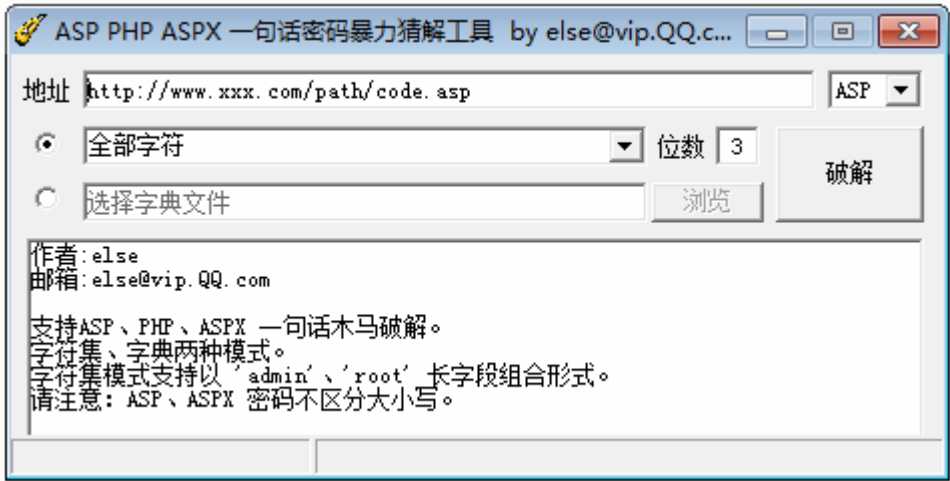 ASP PHP ASPX 一句话密码暴力猜解工具 by else@vip.QQ.c...
地址 http://www.xxx.com/path/code.asp ASP
全部字符 位数 3
破解
选择字典文件 浏览
作者:else
邮箱:else@vip.QQ.com
支持ASP、PHP、ASPX 一句话木马破解。
字符集、字典两种模式。
字符集模式支持以 'admin'、'root' 长字段组合形式。
请注意: ASP、ASPX 密码不区分大小写。